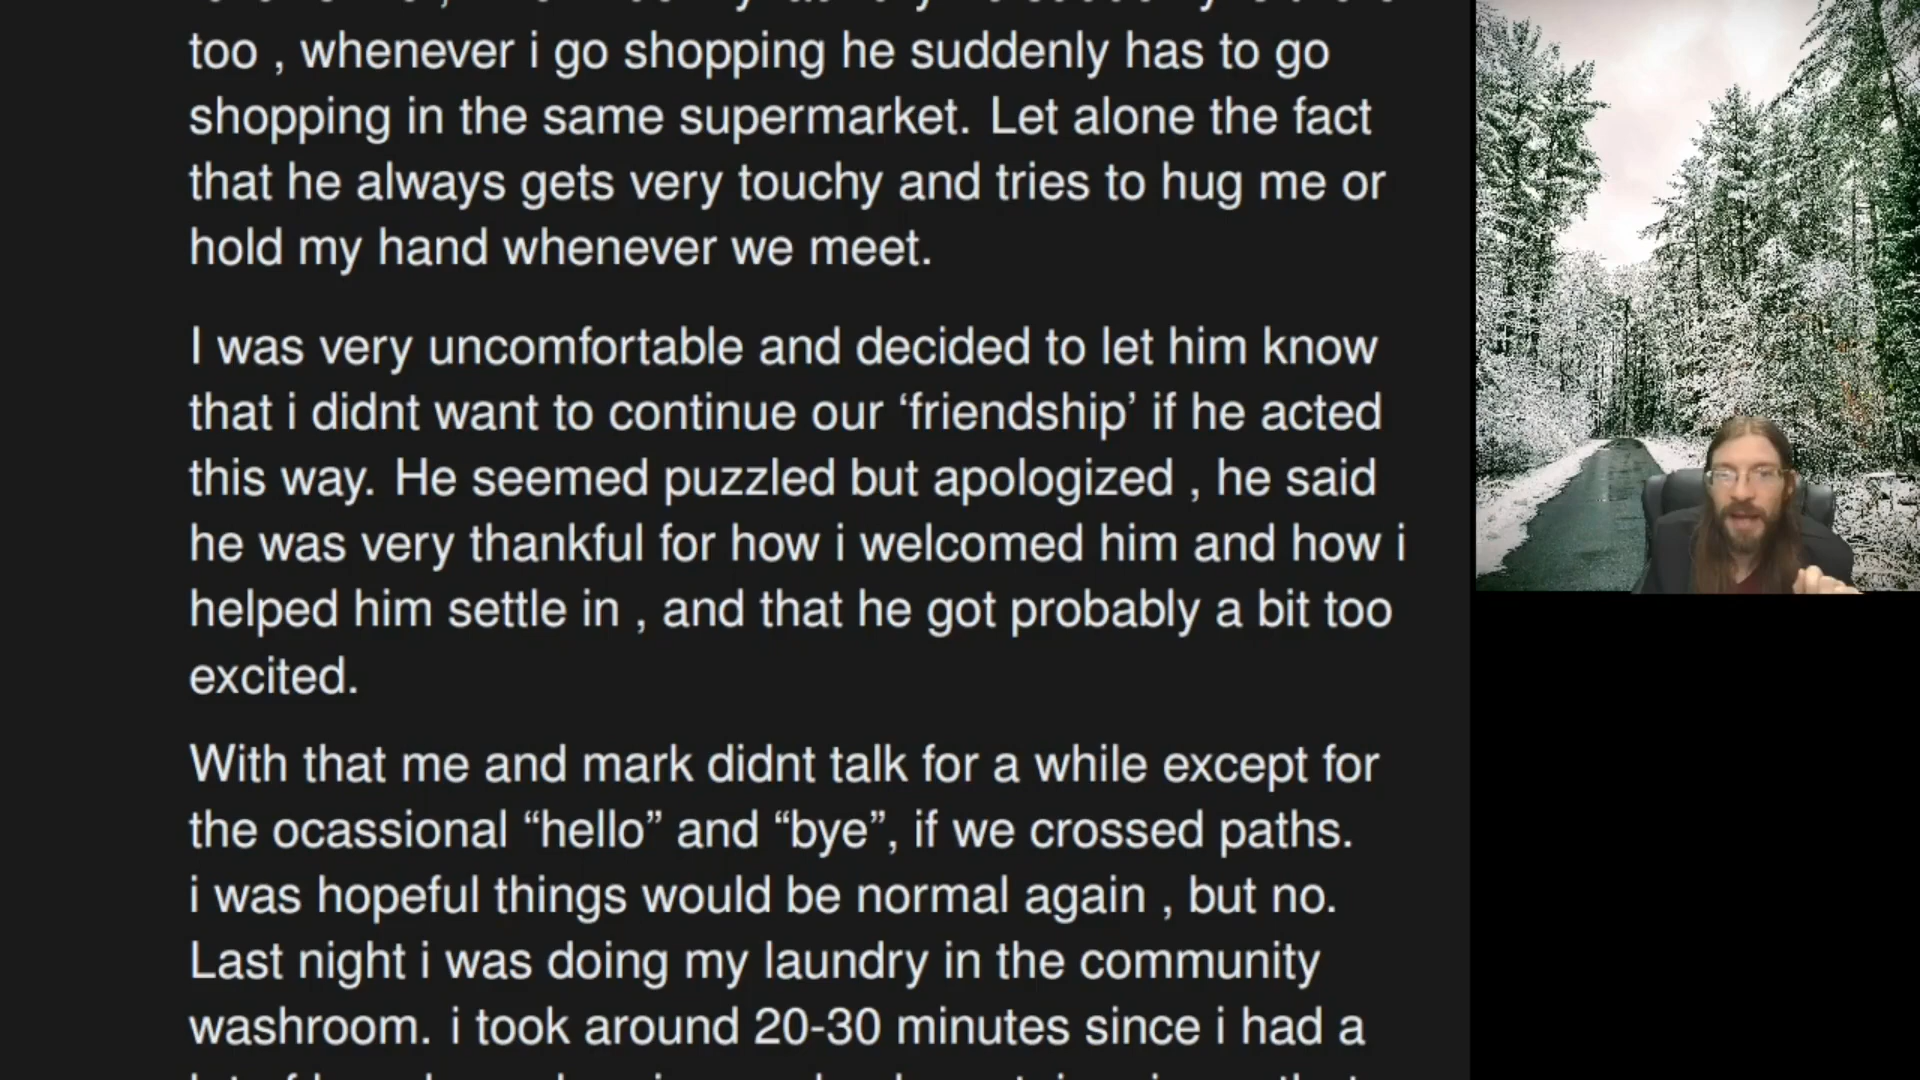 too , whenever i go shopping he suddenly has to go
shopping in the same supermarket. Let alone the fact
that he always gets very touchy and tries to hug me or
hold my hand whenever we meet.
I was very uncomfortable and decided to let him know
that i didnt want to continue our ‘friendship’ if he acted
this way. He seemed puzzled but apologized , he said
he was very thankful for how i welcomed him and how i
helped him settle in , and that he got probably a bit too
excited.
With that me and mark didnt talk for a while except for
the ocassional “hello” and “bye”, if we crossed paths.
i was hopeful things would be normal again , but no.
Last night i was doing my laundry in the community
washroom. i took around 20-30 minutes since i had a